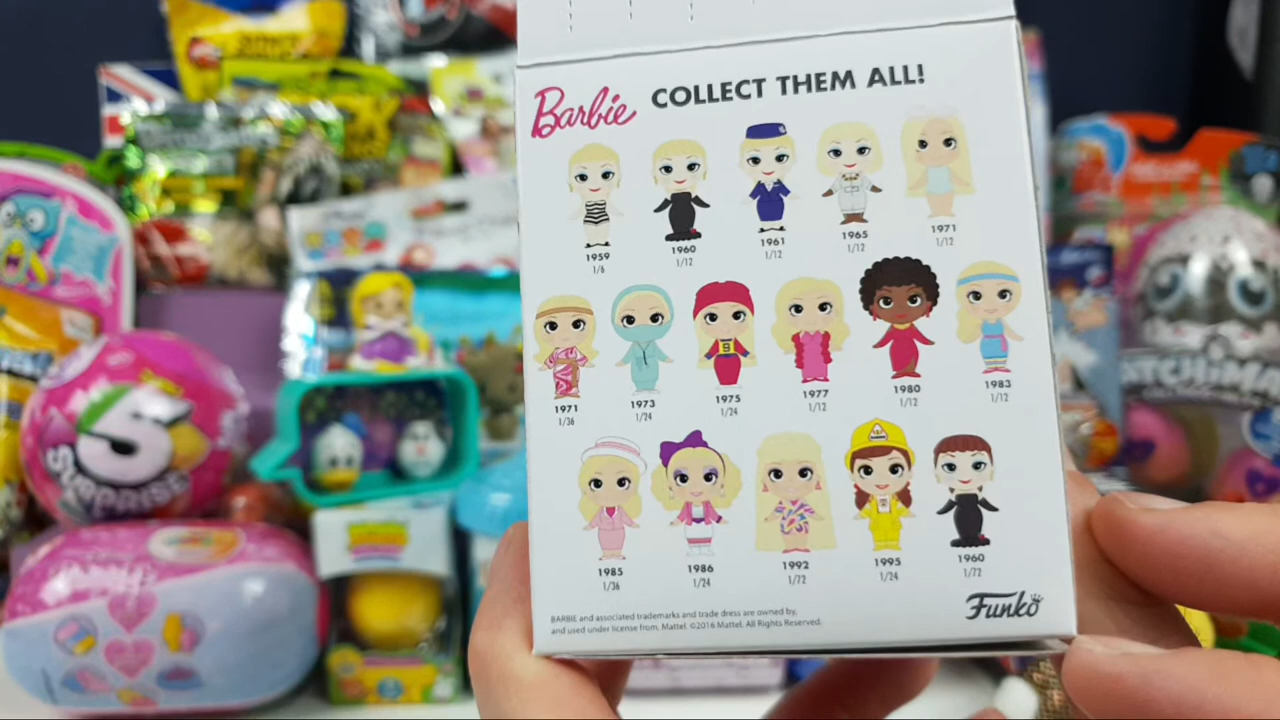 Barbie COLLECT THEM ALL!
1959 1960 1961 1965 1971
1/6 1/12 1/12 1/12 1/12
9
1971 1973 1975 1977 1980 1983
1/36 1/24 1/24 1/12 1/12 1/12
1985 1986 1992 1995 1960
1/36 1/24 1/72 1/24 1/72
BARBIE and associated trademarks and trade dress are owned by,
and used under license from, Mattel. ©2016 Mattel. All Rights Reserved.
Funko
5
SURPRISE